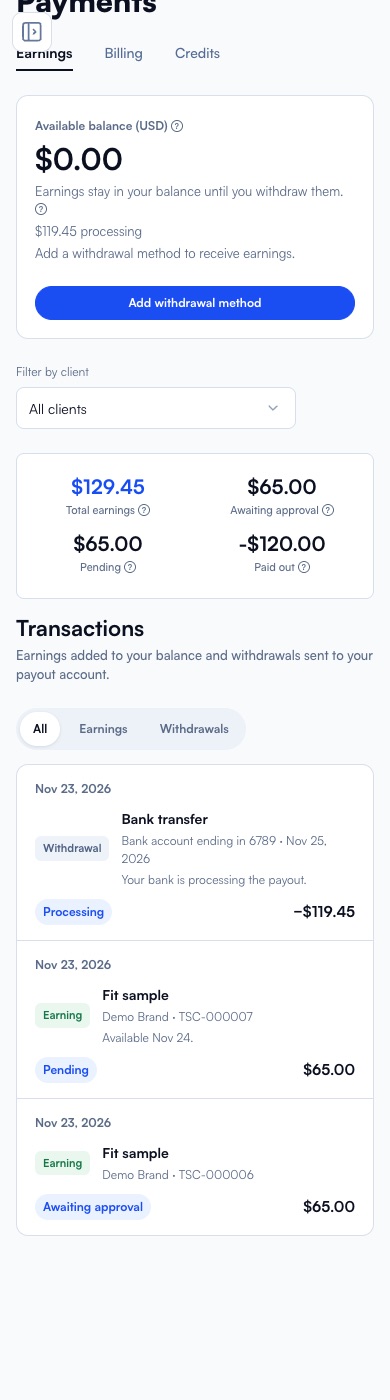 Payments
Earnings Billing Credits
Available balance (USD) ?
$0.00
Earnings stay in your balance until you withdraw them.
?
$119.45 processing
Add a withdrawal method to receive earnings.
Add withdrawal method
Filter by client
All clients
$129.45 $65.00
Total earnings ? Awaiting approval ?
$65.00 -$120.00
Pending ? Paid out ?
Transactions
Earnings added to your balance and withdrawals sent to your
payout account.
All Earnings Withdrawals
Nov 23, 2026
Bank transfer
Withdrawal
Bank account ending in 6789 · Nov 25,
2026
Your bank is processing the payout.
Processing −$119.45
Nov 23, 2026
Fit sample
Earning
Demo Brand · TSC-000007
Available Nov 24.
Pending $65.00
Nov 23, 2026
Fit sample
Earning
Demo Brand · TSC-000006
Awaiting approval $65.00